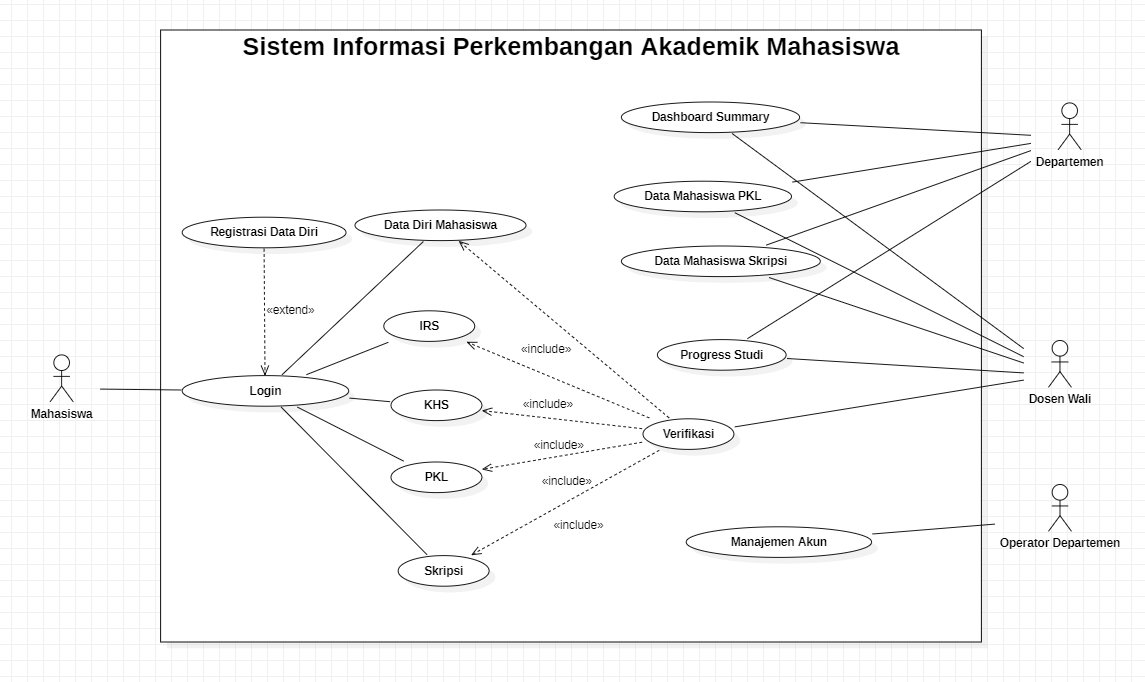 Sistem Informasi Perkembangan Akademik Mahasiswa
Dashboard Summary
Departemen
Data Mahasiswa PKL
Registrasi Data Diri
Data Diri Mahasiswa
Data Mahasiswa Skripsi
«extend»
IRS
«include»
Progress Studi
Login
Mahasiswa
Dosen Wali
KHS
«include»
Verifikasi
«include»
PKL
«include»
«include»
Manajemen Akun
Operator Departemen
Skripsi